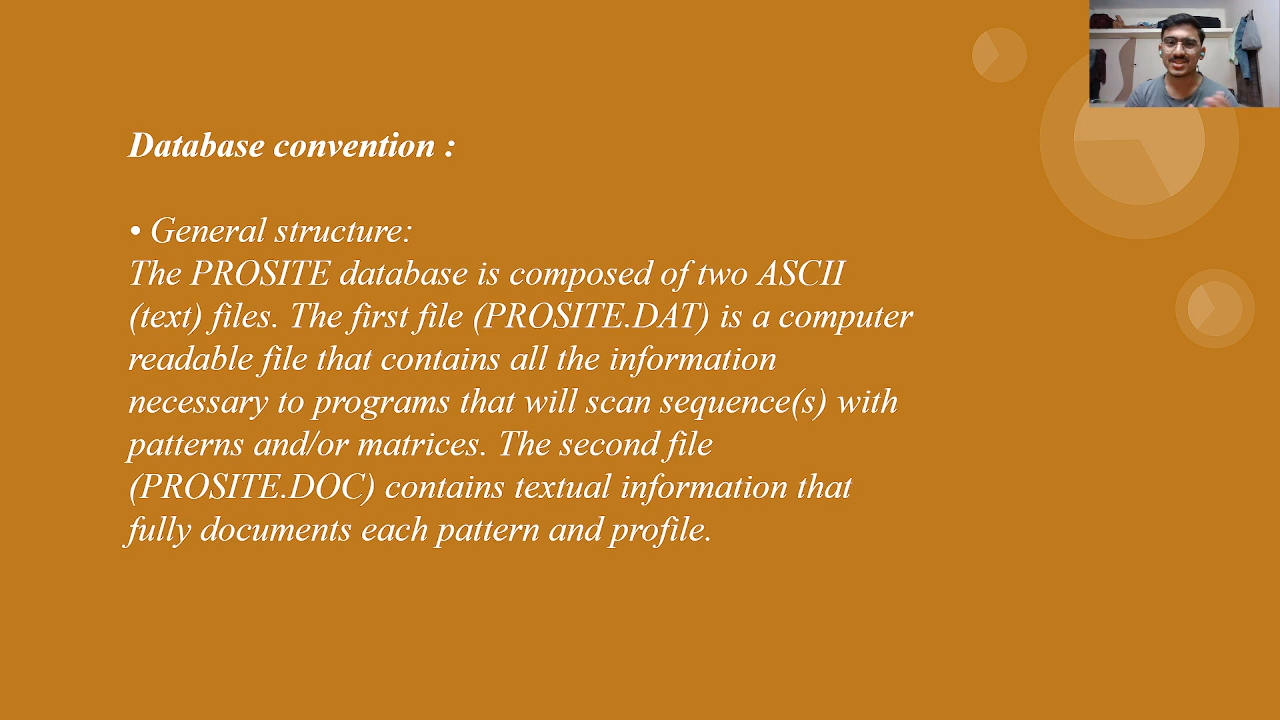 Database convention :
• General structure:
The PROSITE database is composed of two ASCII
(text) files. The first file (PROSITE.DAT) is a computer
readable file that contains all the information
necessary to programs that will scan sequence(s) with
patterns and/or matrices. The second file
(PROSITE.DOC) contains textual information that
fully documents each pattern and profile.